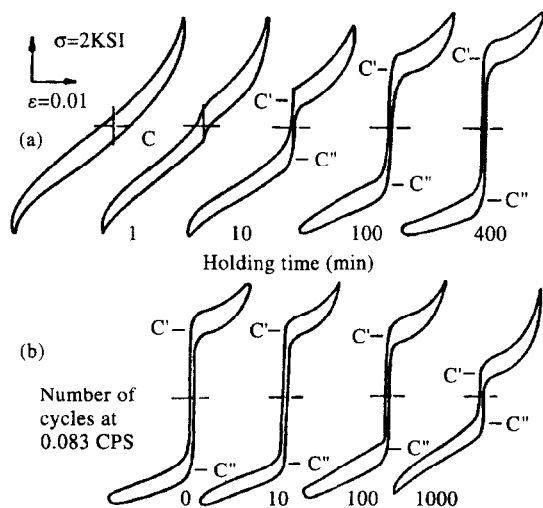 σ=2KSI
ε=0.01
(a)
C
C'
C''
C'
C''
C'
C''
1 10 100 400
Holding time (min)
(b)
C'
C''
C'
C''
C'
C''
C'
C''
Number of
cycles at
0.083 CPS
0 10 100 1000